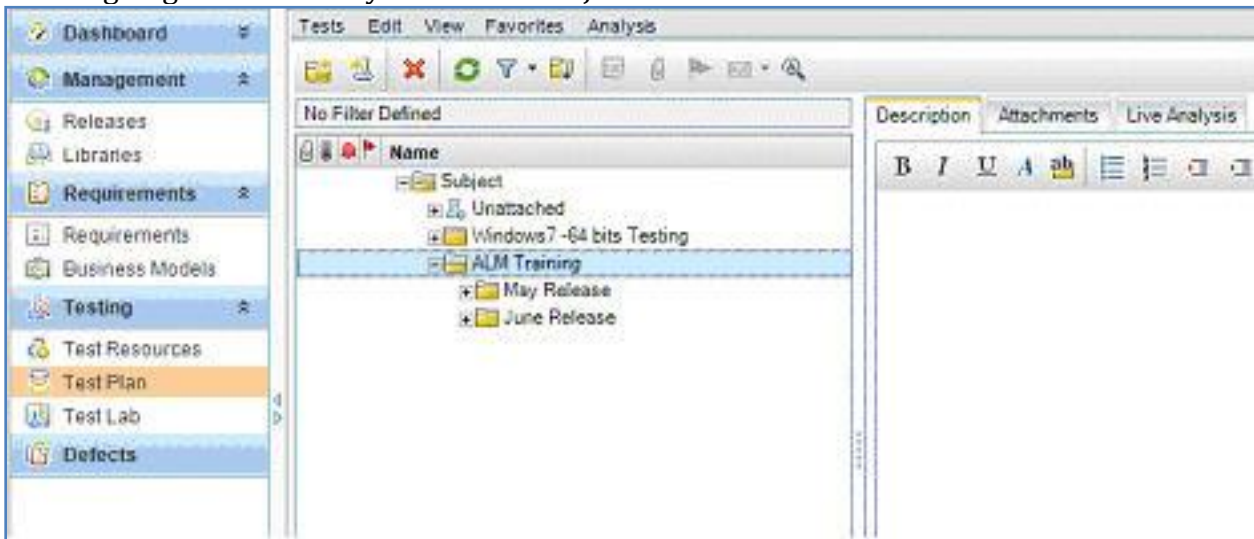 Dashboard
Management
Releases
Libraries
Requirements
Requirements
Business Models
Testing
Test Resources
Test Plan
Test Lab
Defects
Tests Edit View Favorites Analysis
No Filter Defined
Name
Subject
Unattached
Windows7 -64 bits Testing
ALM Training
May Release
June Release
Description Attachments Live Analysis
B I U A ab